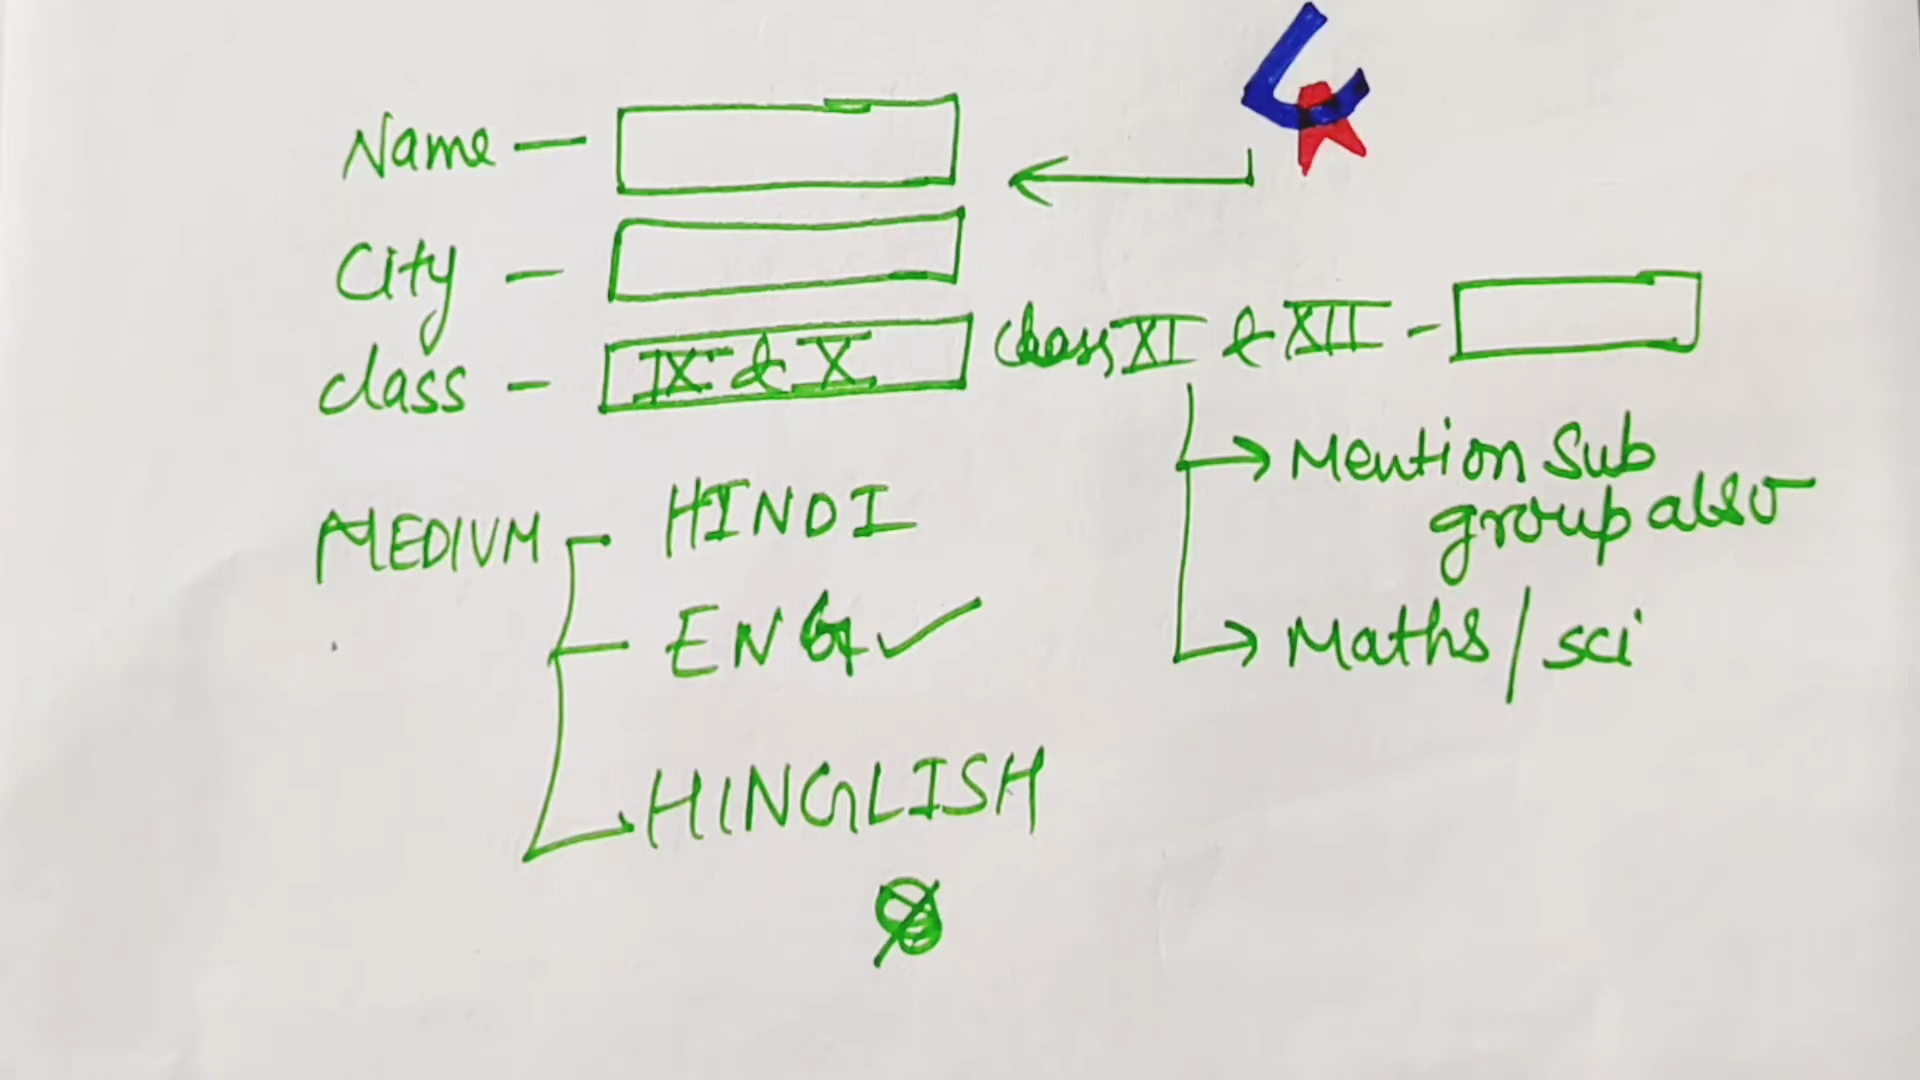 Name —
City —
class — IX & X class XI & XII -
Mention Sub
group also
Maths / sci
MEDIUM
HINDI
ENG ✓
HINGLISH